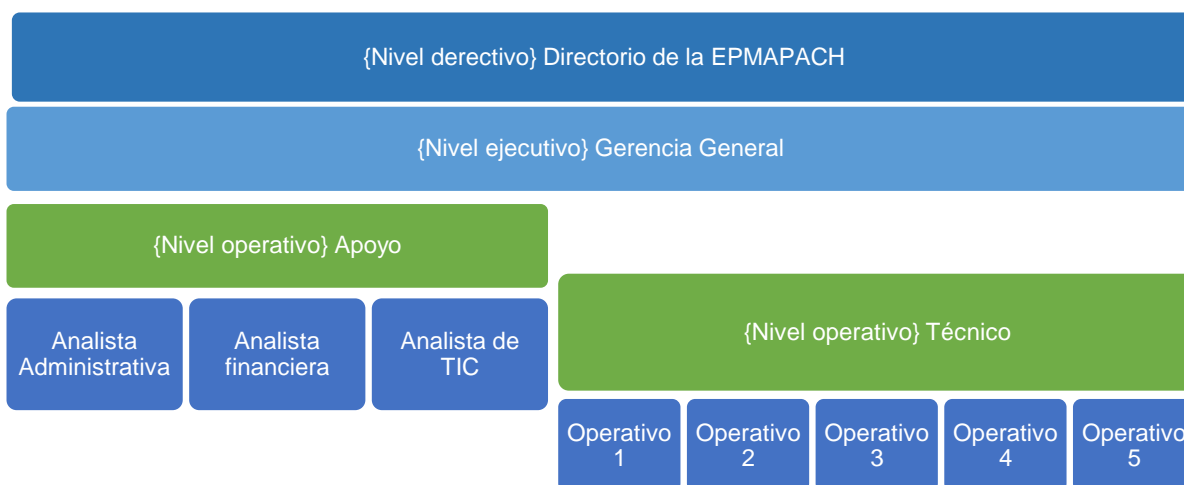 {Nivel derectivo} Directorio de la EPMAPACH
{Nivel ejecutivo} Gerencia General
{Nivel operativo} Apoyo
Analista
Administrativa
Analista
financiera
Analista de
TIC
{Nivel operativo} Técnico
Operativo
1
Operativo
2
Operativo
3
Operativo
4
Operativo
5